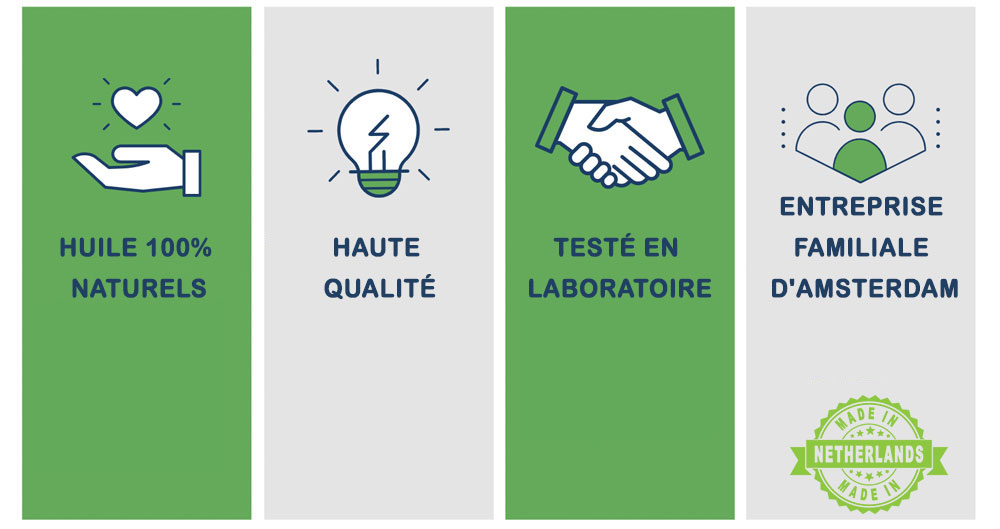 HUILE 100%
NATURELS
HAUTE
QUALITÉ
TESTÉ EN
LABORATOIRE
ENTREPRISE
FAMILIALE
D'AMSTERDAM
MADE IN
NETHERLANDS
MADE IN